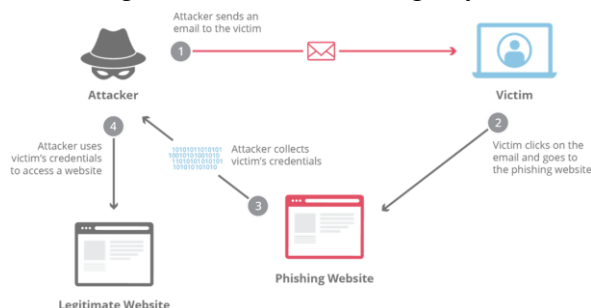 Attacker sends an
email to the victim
1
Attacker
Victim
4
2
Attacker uses
victim's credentials
to access a website
10101011010101
Attacker collects
victim's credentials
Victim clicks on the
email and goes to
the phishing website
3
Phishing Website
Legitimate Website